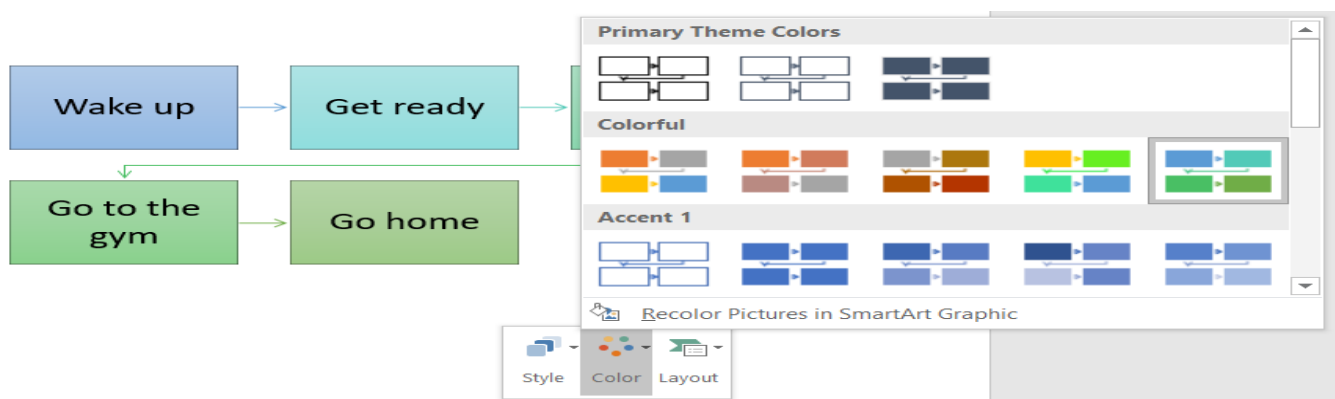 Primary Theme Colors
Wake up
Get ready
Colorful
Go to the
gym
Go home
Accent 1
Recolor Pictures in SmartArt Graphic
Style
Color
Layout